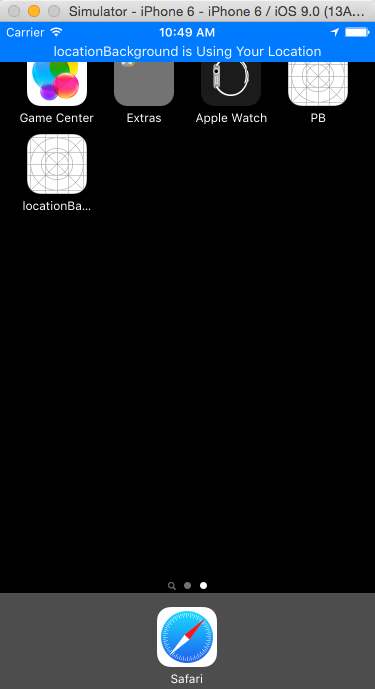 Simulator - iPhone 6 - iPhone 6 / iOS 9.0 (13A...
Carrier 10:49 AM
locationBackground is Using Your Location
Game Center Extras Apple Watch PB
locationBa...
Safari